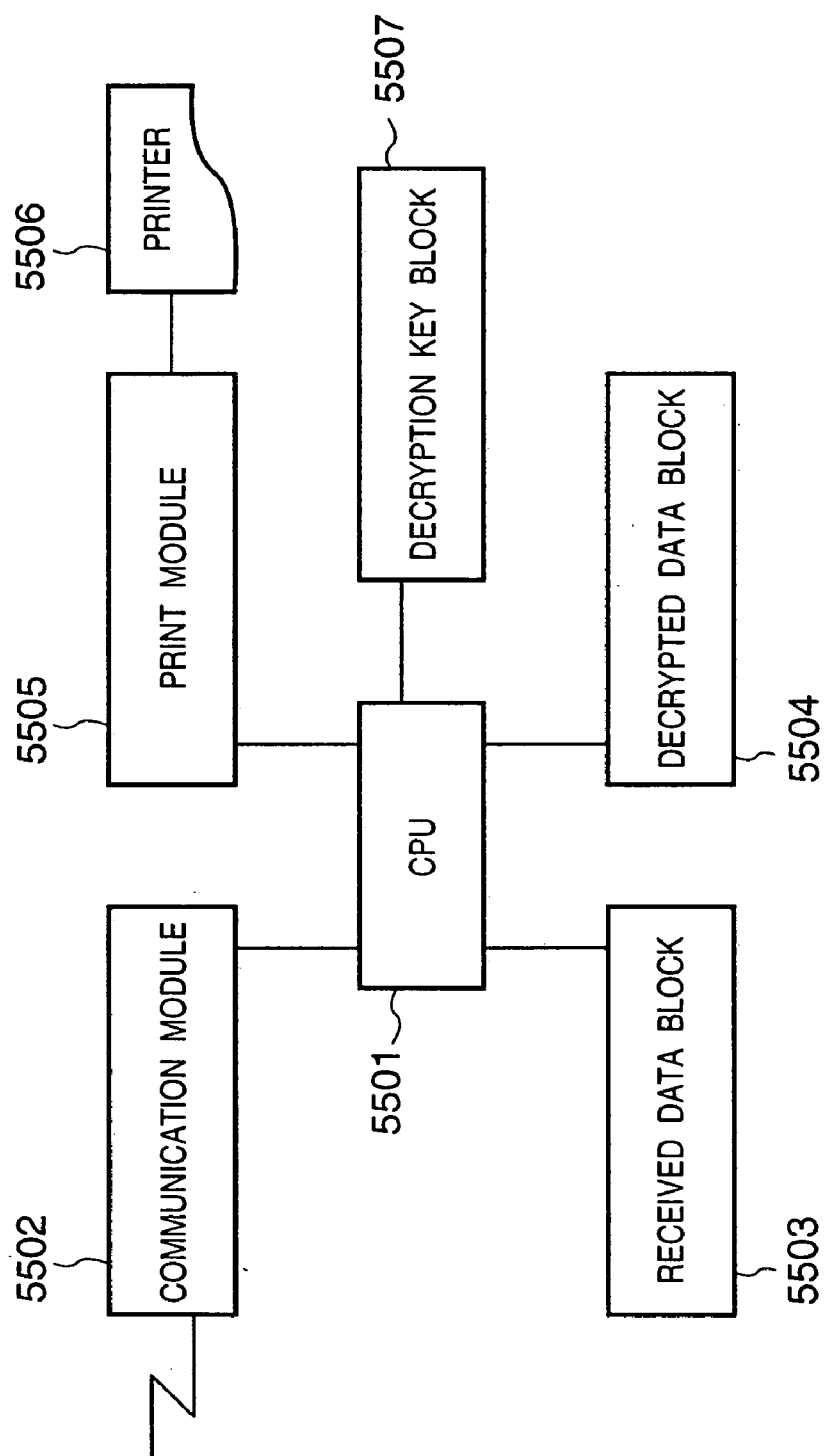 5502
COMMUNICATION MODULE
5505
PRINT MODULE
5506
PRINTER
5501
CPU
5507
DECRYPTION KEY BLOCK
RECEIVED DATA BLOCK
5503
DECRYPTED DATA BLOCK
5504